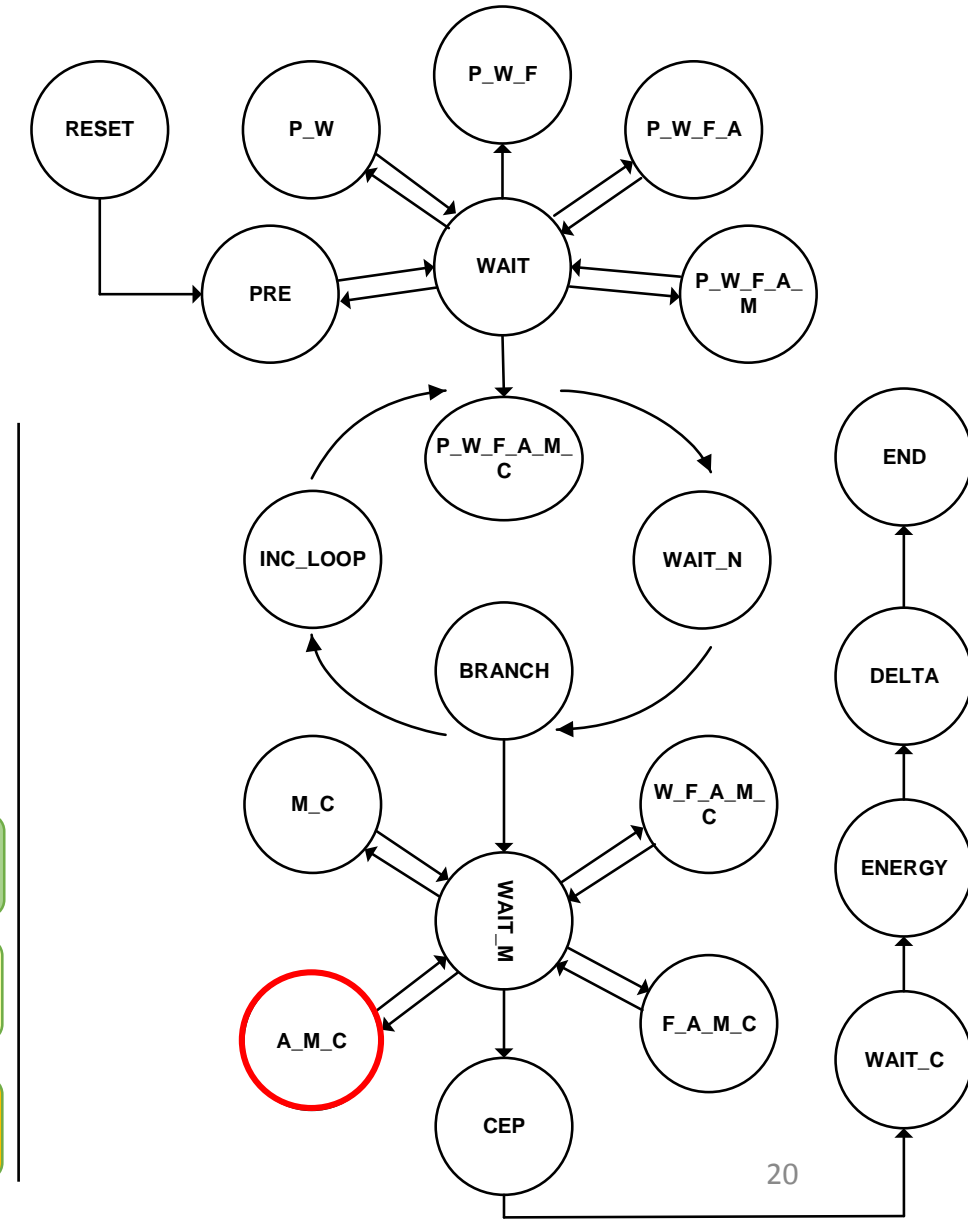 P_W_F
RESET
P_W
P_W_F_A
WAIT
PRE
P_W_F_A_
M
P_W_F_A_M_
C
END
INC_LOOP
WAIT_N
BRANCH
DELTA
M_C
W_F_A_M_
C
ENERGY
WAIT_M
A_M_C
F_A_M_C
WAIT_C
CEP
20